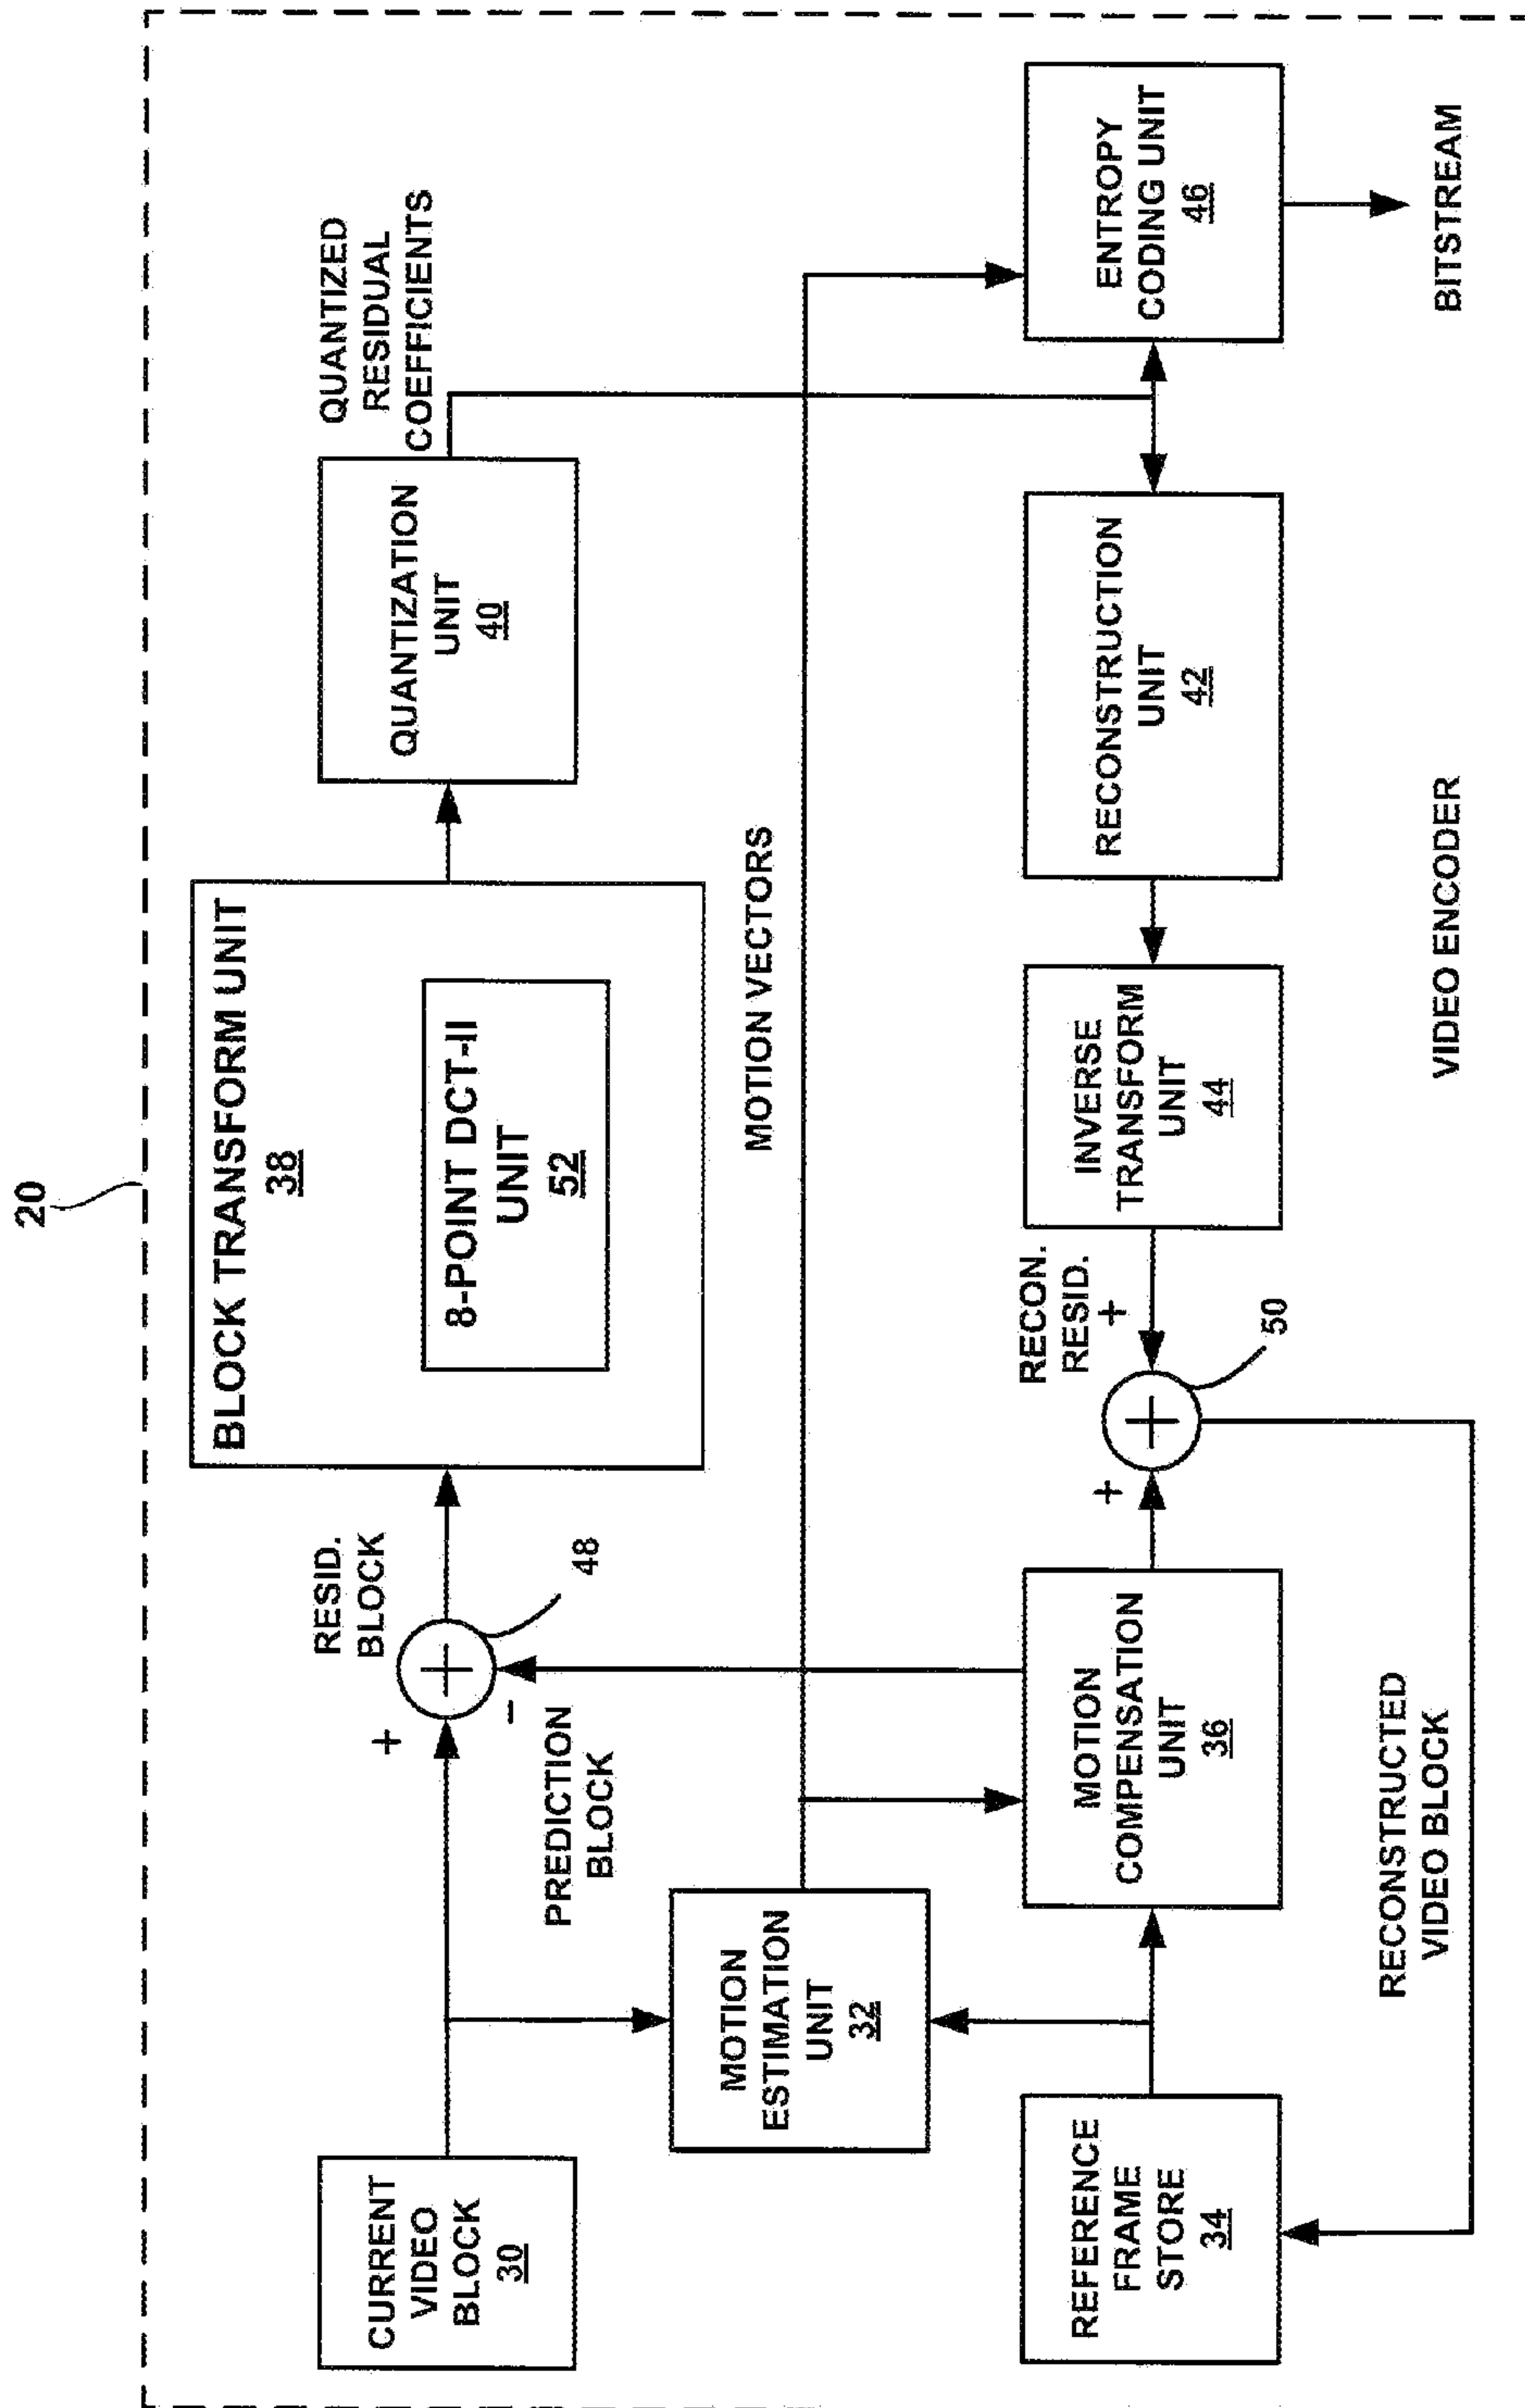 20
BLOCK TRANSFORM UNIT
38
8-POINT DCT-II
UNIT
52
QUANTIZATION
UNIT
40
QUANTIZED
RESIDUAL
COEFFICIENTS
CURRENT
VIDEO
BLOCK
30
+
-
RESID.
BLOCK
48
PREDICTION
BLOCK
MOTION
ESTIMATION
UNIT
32
MOTION VECTORS
REFERENCE
FRAME
STORE
34
MOTION
COMPENSATION
UNIT
36
+
+
RECON.
RESID.
50
INVERSE
TRANSFORM
UNIT
44
RECONSTRUCTION
UNIT
42
ENTROPY
CODING UNIT
46
RECONSTRUCTED
VIDEO BLOCK
VIDEO ENCODER
BITSTREAM